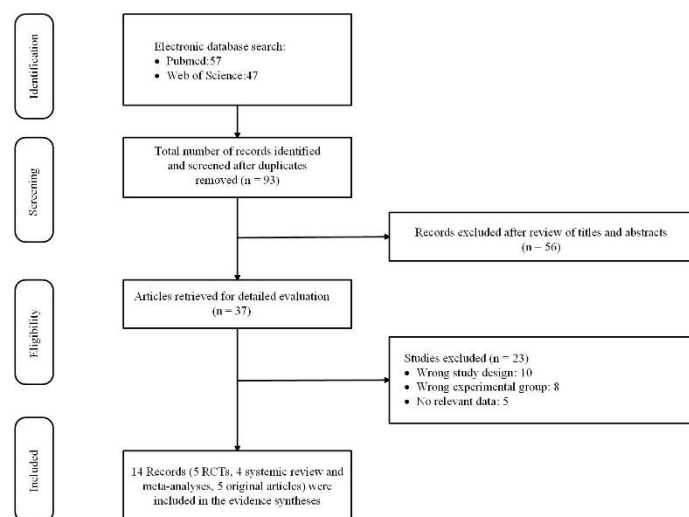 Identification
Electronic database search:
• Pubmed:57
• Web of Science:47
Screening
Total number of records identified
and screened after duplicates
removed (n = 93)
Records excluded after review of titles and abstracts
(n = 56)
Eligibility
Articles retrieved for detailed evaluation
(n = 37)
Studies excluded (n = 23)
• Wrong study design: 10
• Wrong experimental group: 8
• No relevant data: 5
Included
14 Records (5 RCTs, 4 systemic review and
meta-analyses, 5 original articles) were
included in the evidence syntheses